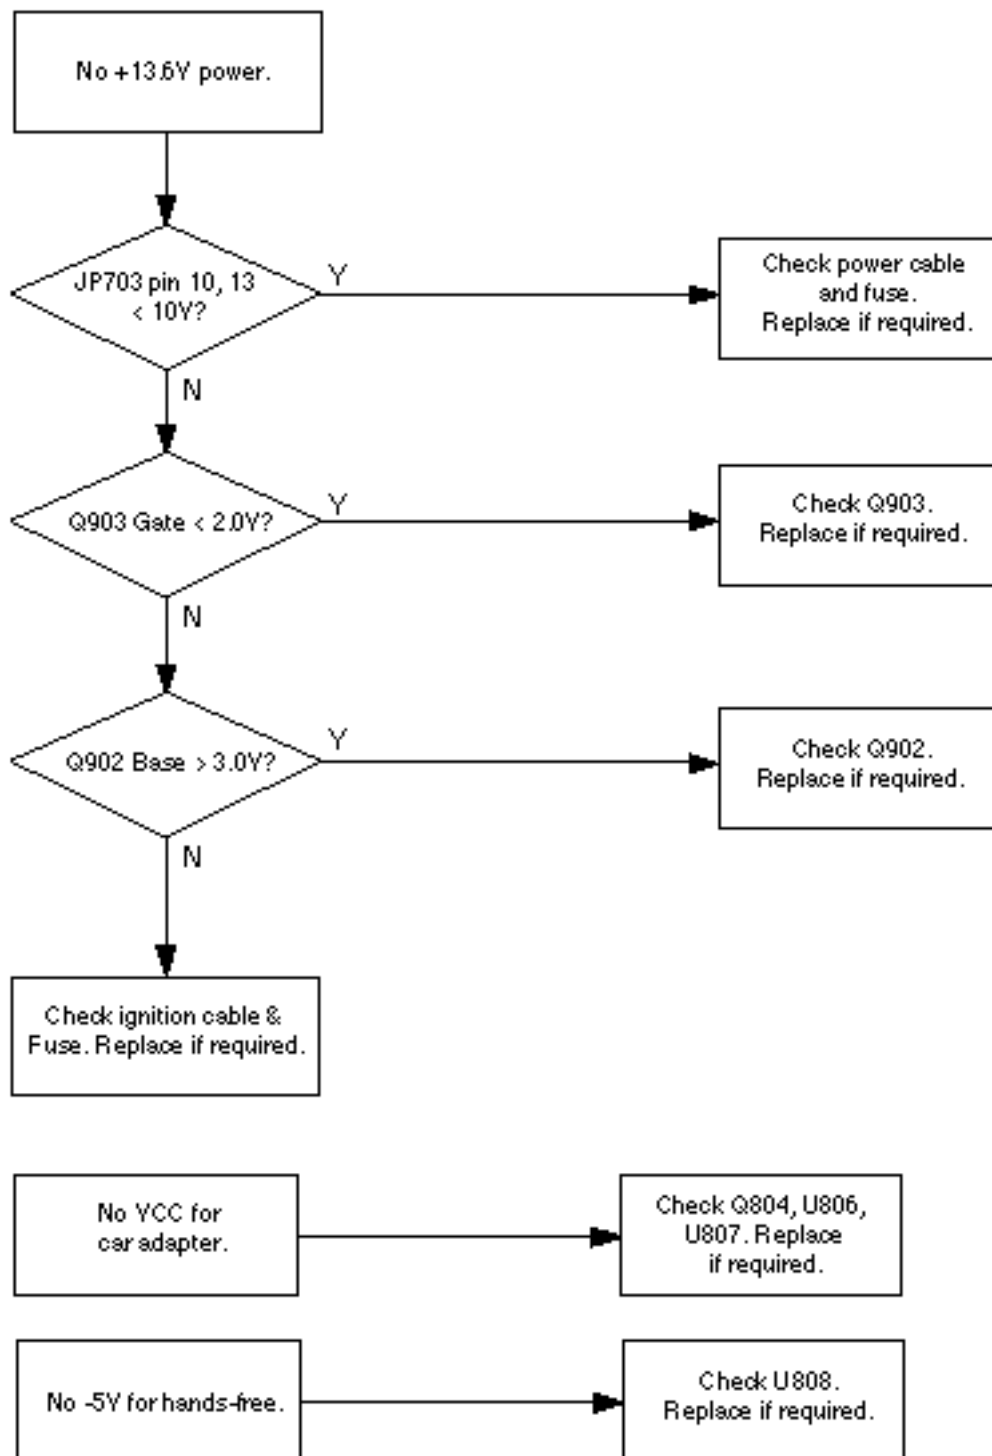 No +13.6V power.
JP703 pin 10, 13
< 10V?
Y
Check power cable
and fuse.
Replace if required.
N
Q903 Gate < 2.0V?
Y
Check Q903.
Replace if required.
N
Q902 Base > 3.0V?
Y
Check Q902.
Replace if required.
N
Check ignition cable &
Fuse. Replace if required.
No VCC for
car adapter.
Check Q804, U806,
U807. Replace
if required.
No -5V for hands-free.
Check U808.
Replace if required.